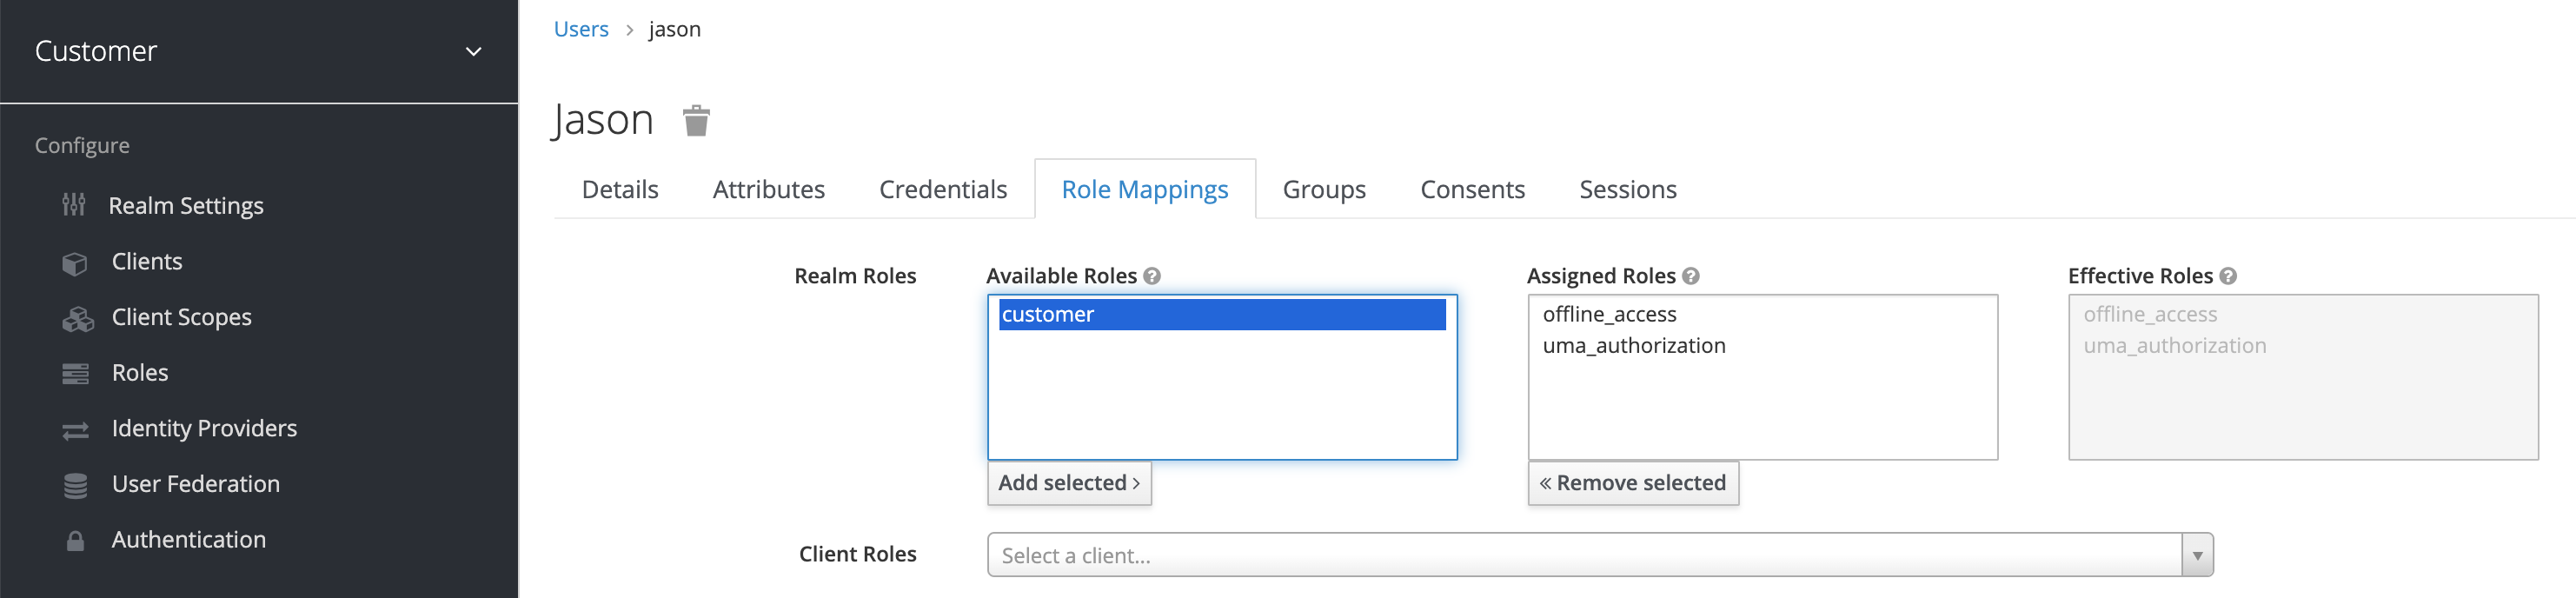 Customer
Configure
Realm Settings
Clients
Client Scopes
Roles
Identity Providers
User Federation
Authentication
Users > jason
Jason
Details Attributes Credentials Role Mappings Groups Consents Sessions
Realm Roles
Available Roles
customer
Add selected >
Assigned Roles
offline_access
uma_authorization
« Remove selected
Effective Roles
offline_access
uma_authorization
Client Roles
Select a client...